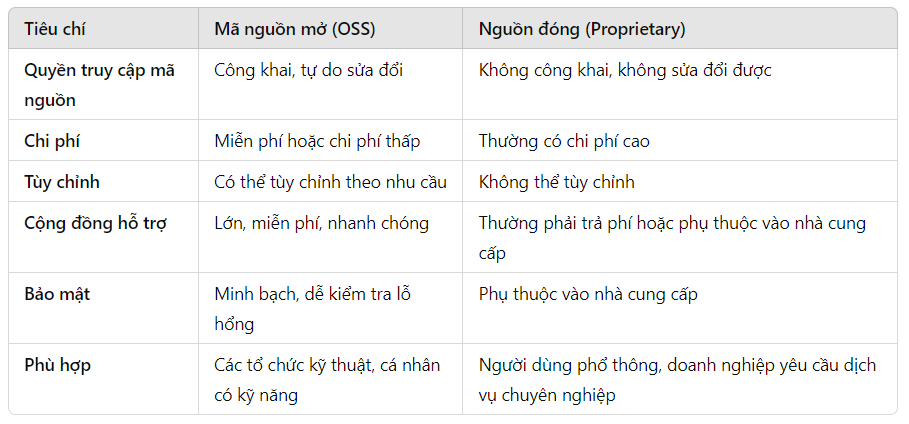 Tiêu chí Mã nguồn mở (OSS) Nguồn đóng (Proprietary)
Quyền truy cập mã Công khai, tự do sửa đổi Không công khai, không sửa đổi được
nguồn
Chi phí Miễn phí hoặc chi phí thấp Thường có chi phí cao
Tùy chỉnh Có thể tùy chỉnh theo nhu cầu Không thể tùy chỉnh
Cộng đồng hỗ trợ Lớn, miễn phí, nhanh chóng Thường phải trả phí hoặc phụ thuộc vào nhà cung
cấp
Bảo mật Minh bạch, dễ kiểm tra lỗ Phụ thuộc vào nhà cung cấp
hổng
Phù hợp Các tổ chức kỹ thuật, cá nhân Người dùng phổ thông, doanh nghiệp yêu cầu dịch
có kỹ năng vụ chuyên nghiệp